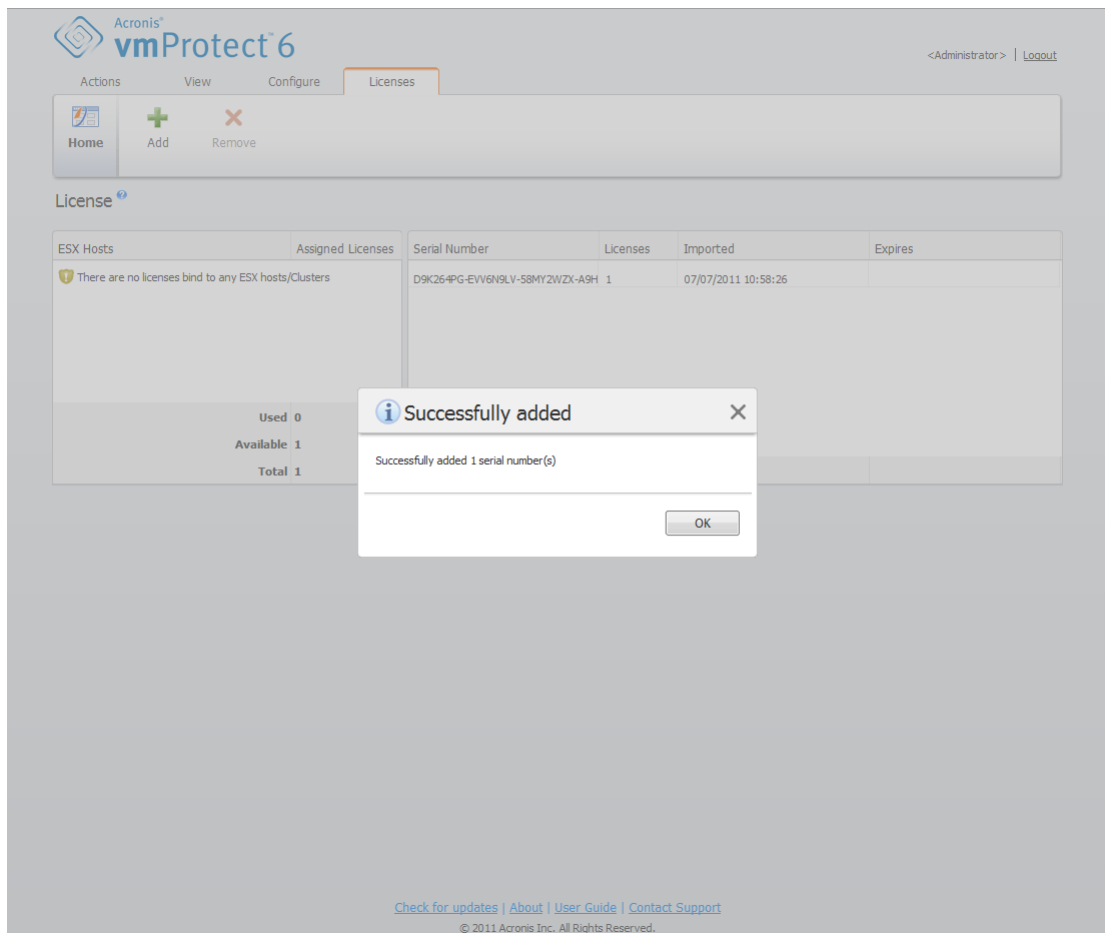 Acronis®
vmProtect™ 6
<Administrator> | Logout
Actions View Configure Licenses
Home Add Remove
License
ESX Hosts Assigned Licenses Serial Number Licenses Imported Expires
There are no licenses bind to any ESX hosts/Clusters D9K264PG-EVV6N9LV-58MY2WZX-A9H 1 07/07/2011 10:58:26
Used 0
Available 1
Total 1
Successfully added
Successfully added 1 serial number(s)
OK
Check for updates | About | User Guide | Contact Support
© 2011 Acronis Inc. All Rights Reserved.